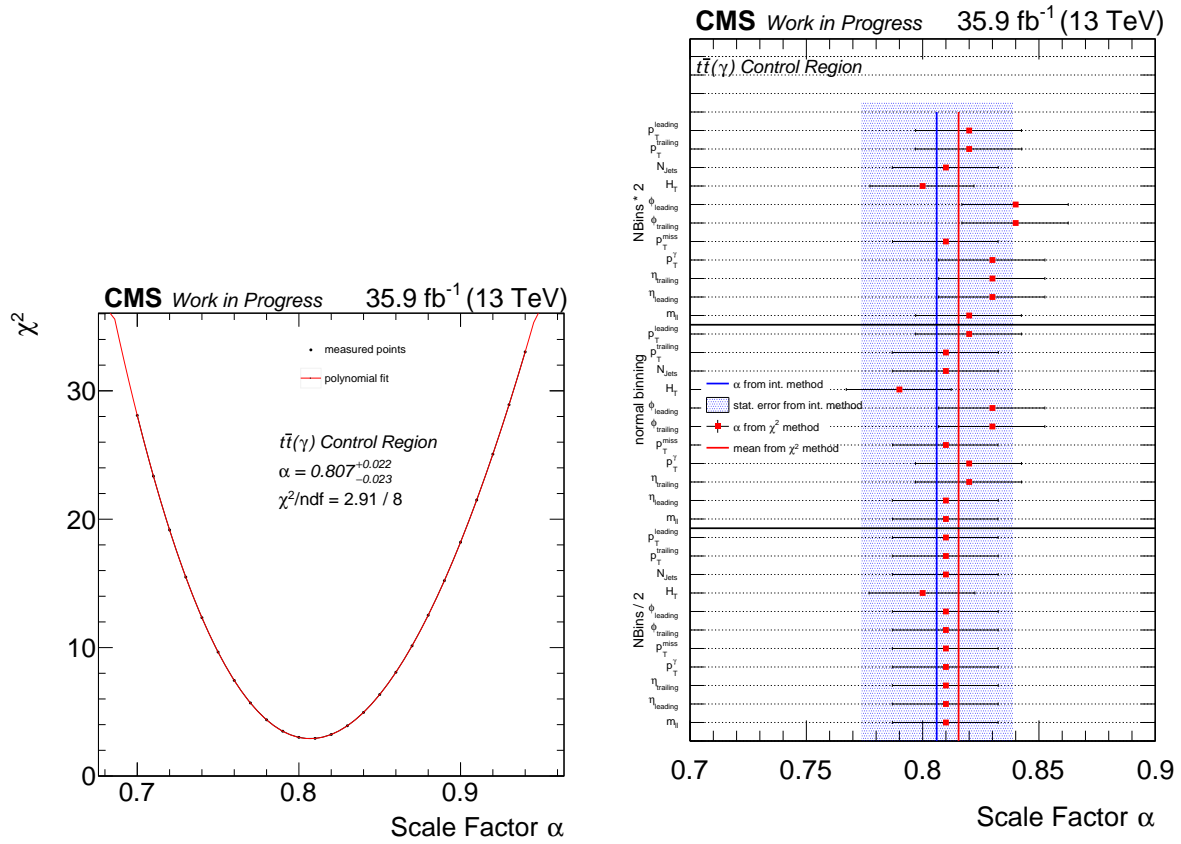 CMS Work in Progress 35.9 fb⁻¹ (13 TeV)
χ²
measured points
polynomial fit
tt̄(γ) Control Region
α = 0.807 +0.022 −0.023
χ²/ndf = 2.91 / 8
30
20
10
0
0.7 0.8 0.9
Scale Factor α
CMS Work in Progress 35.9 fb⁻¹ (13 TeV)
tt̄(γ) Control Region
NBins * 2
p_T^leading
p_T^trailing
N_Jets
H_T
ϕ_leading
ϕ_trailing
p_T^miss
p_T^γ
η_trailing
η_leading
m_ll
normal binning
p_T^leading
p_T^trailing
N_Jets
H_T
ϕ_leading
ϕ_trailing
p_T^miss
p_T^γ
η_trailing
η_leading
m_ll
NBins / 2
p_T^leading
p_T^trailing
N_Jets
H_T
ϕ_leading
ϕ_trailing
p_T^miss
p_T^γ
η_trailing
η_leading
m_ll
α from int. method
stat. error from int. method
α from χ² method
mean from χ² method
0.7 0.75 0.8 0.85 0.9
Scale Factor α